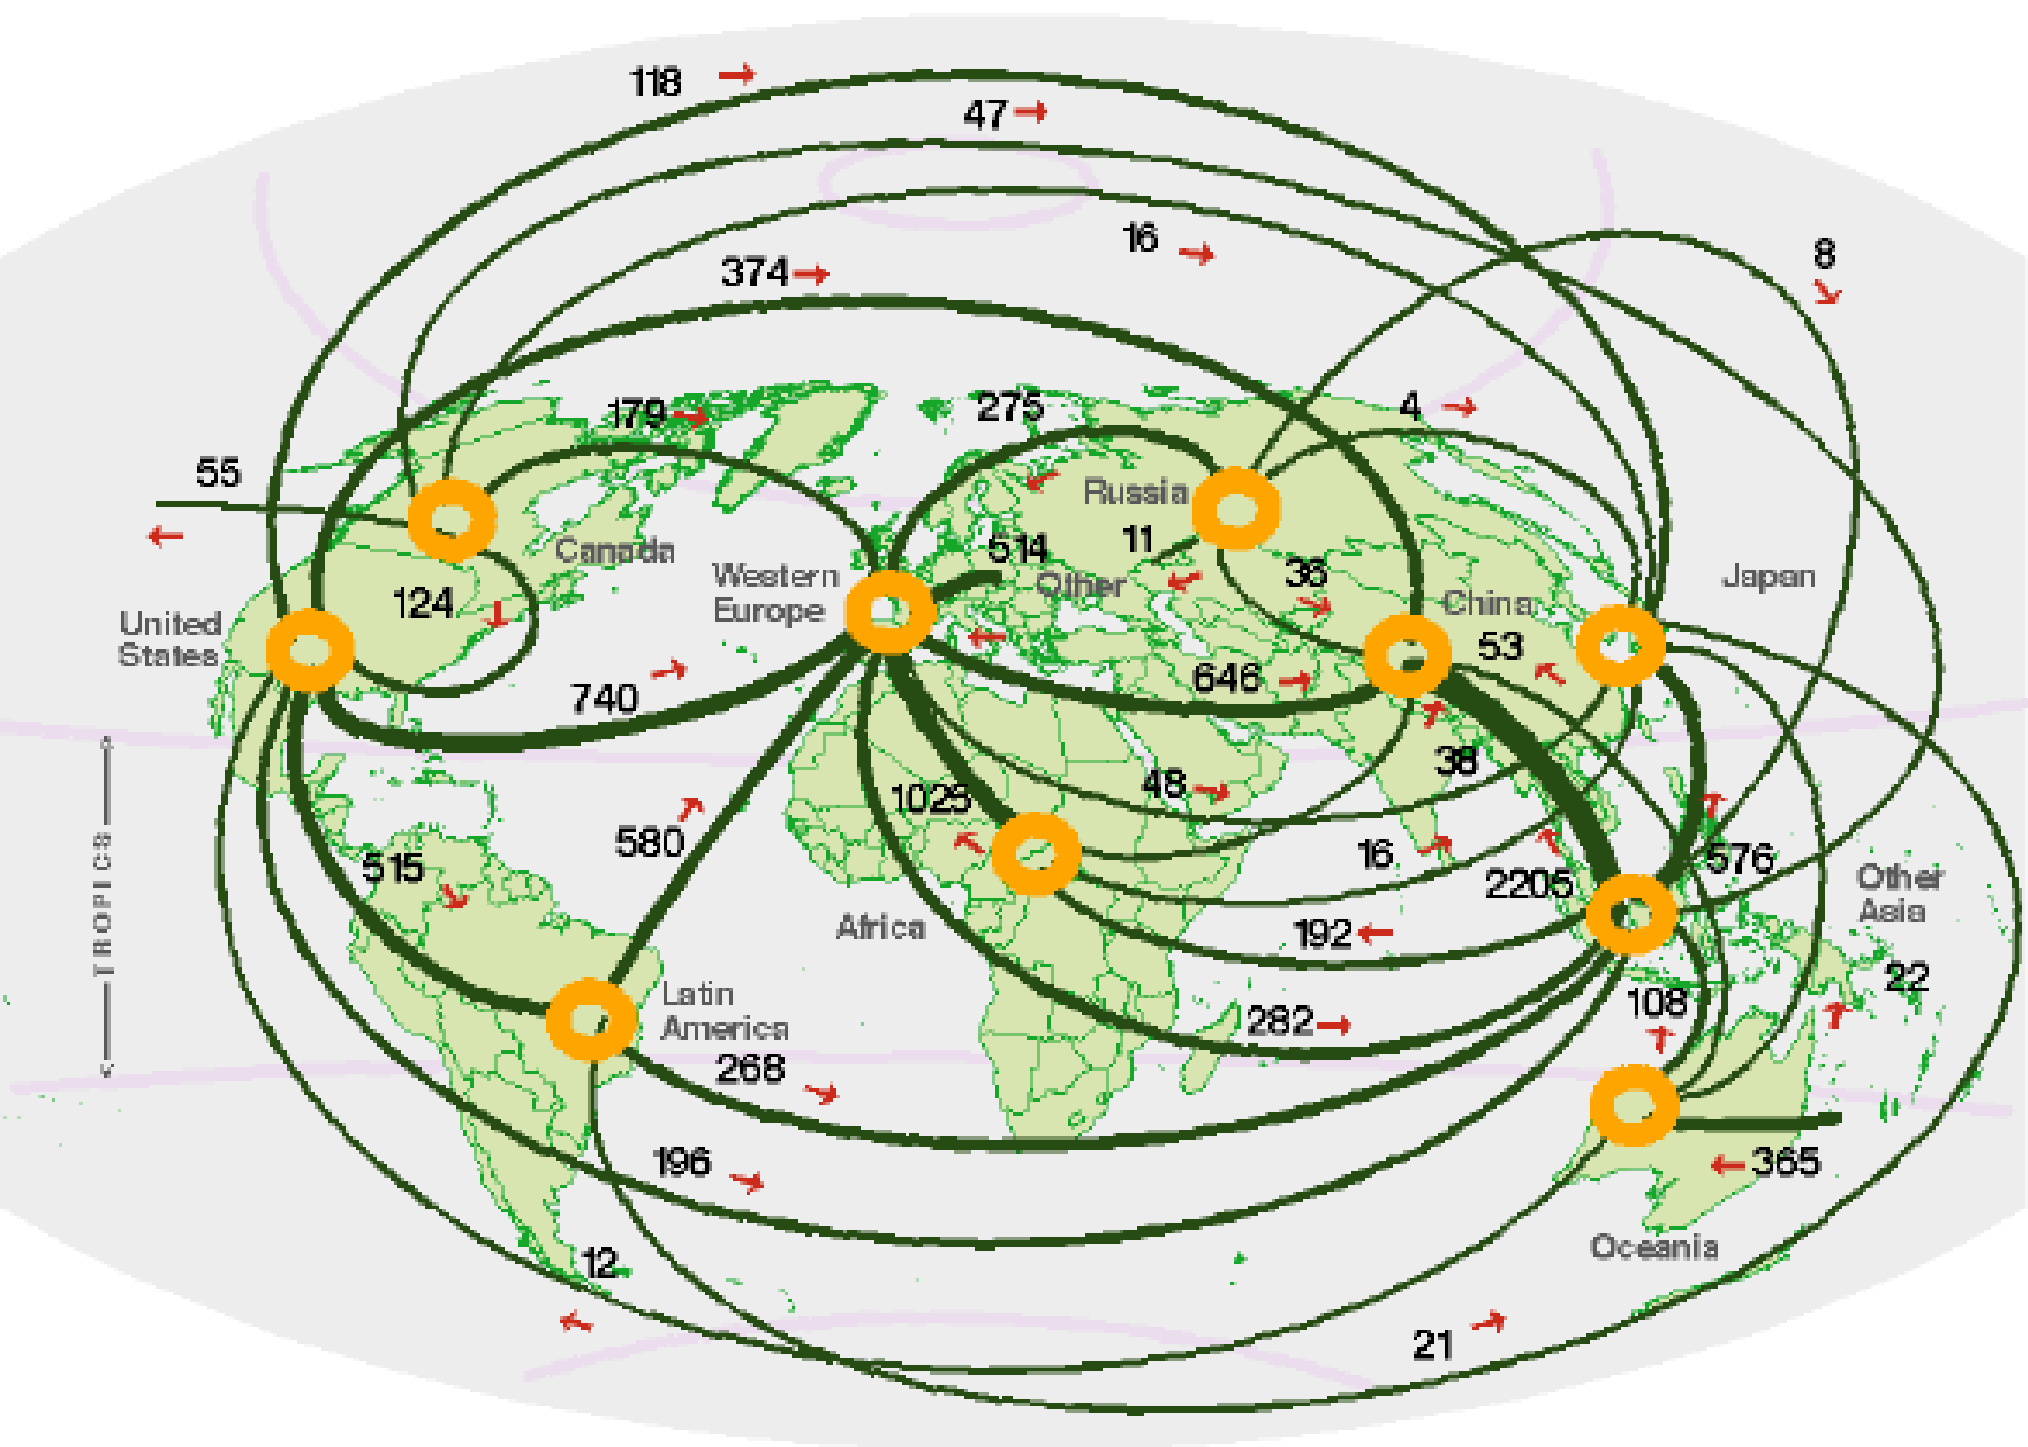 118
47
16
8
374
179
275
4
55
Russia
11
514
Canada
Western
Europe
Other
36
China
Japan
124
United
States
53
646
740
38
48
1025
580
16
2205
576
515
TROPICS
Other
Asia
Africa
192
22
Latin
America
108
282
268
196
365
Oceania
12
21